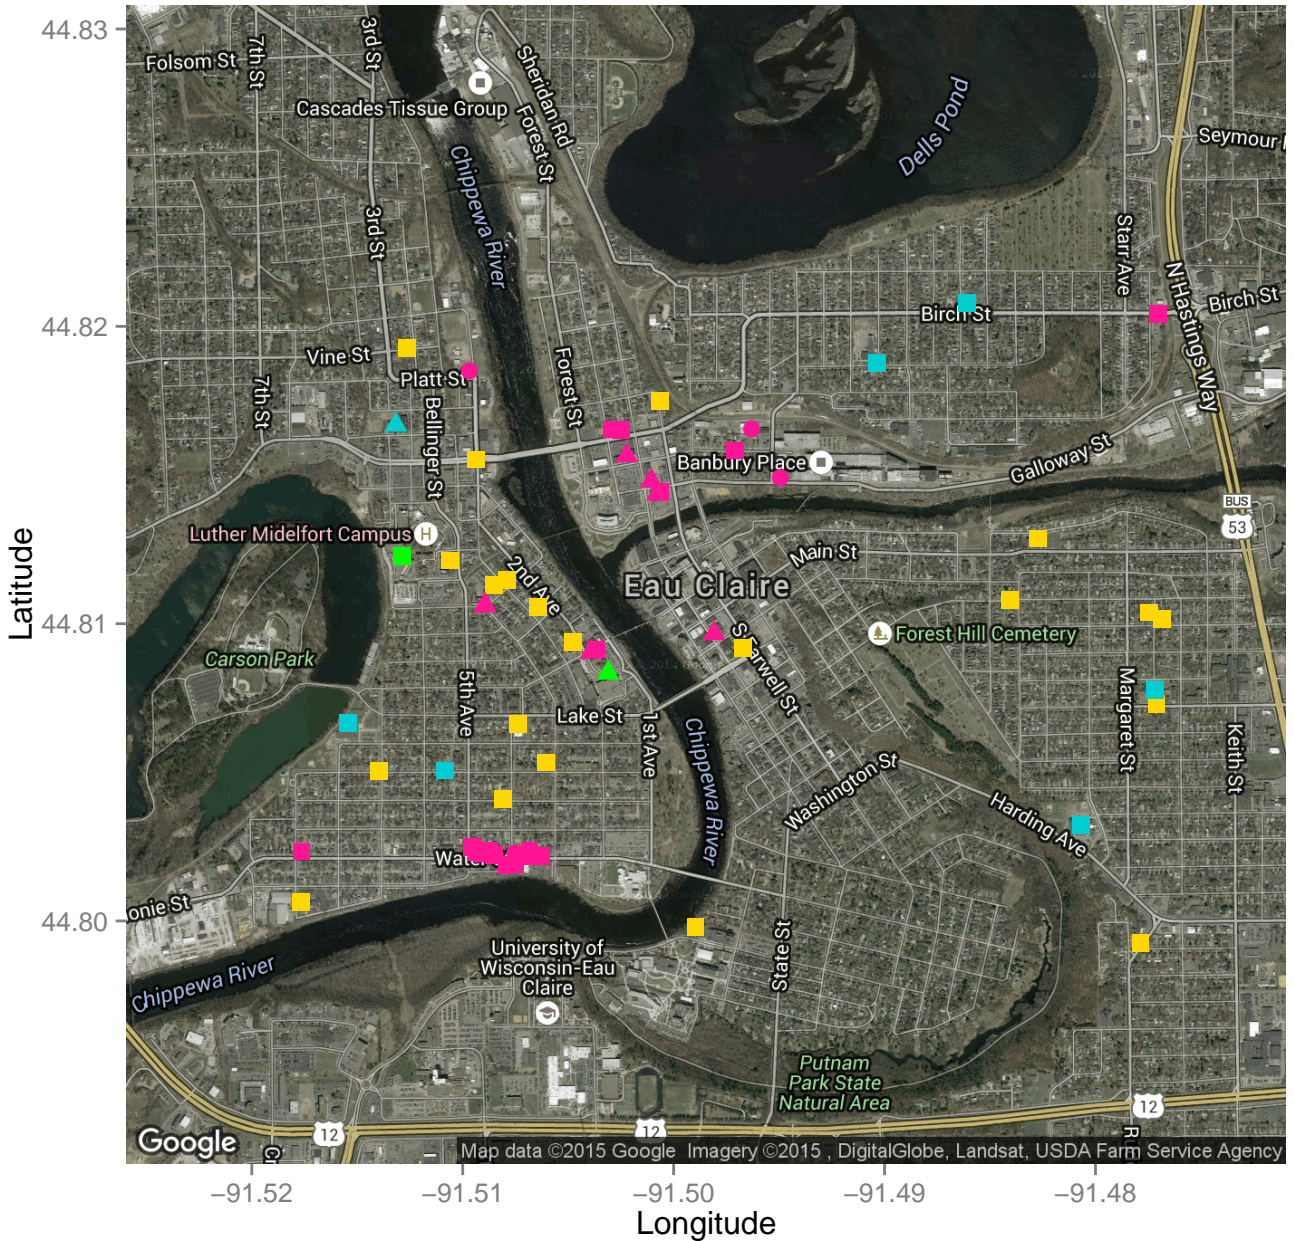 44.83
44.82
44.81
44.80
Latitude
−91.52
−91.51
−91.50
−91.49
−91.48
Longitude
Folsom St
7th St
3rd St
Cascades Tissue Group
Sheridan Rd
Forest St
Chippewa River
Dells Pond
Seymour
3rd St
Starr Ave
N Hastings Way
Birch St
Birch St
Vine St
Platt St
7th St
Bellinger St
Forest St
Banbury Place
Galloway St
BUS
53
Luther Midelfort Campus
H
2nd Ave
Main St
Eau Claire
Forest Hill Cemetery
Carson Park
S Farwell St
5th Ave
Lake St
1st Ave
Chippewa River
Margaret St
Keith St
Washington St
Harding Ave
Water
onie St
State St
University of
Wisconsin-Eau
Claire
Chippewa River
Putnam
Park State
Natural Area
12
12
12
Google
Map data ©2015 Google Imagery ©2015 , DigitalGlobe, Landsat, USDA Farm Service Agency